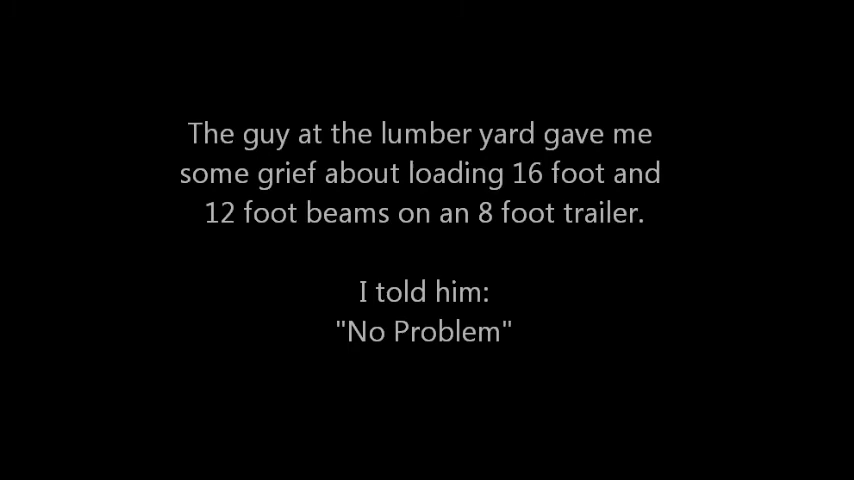 The guy at the lumber yard gave me
some grief about loading 16 foot and
12 foot beams on an 8 foot trailer.
I told him:
"No Problem"